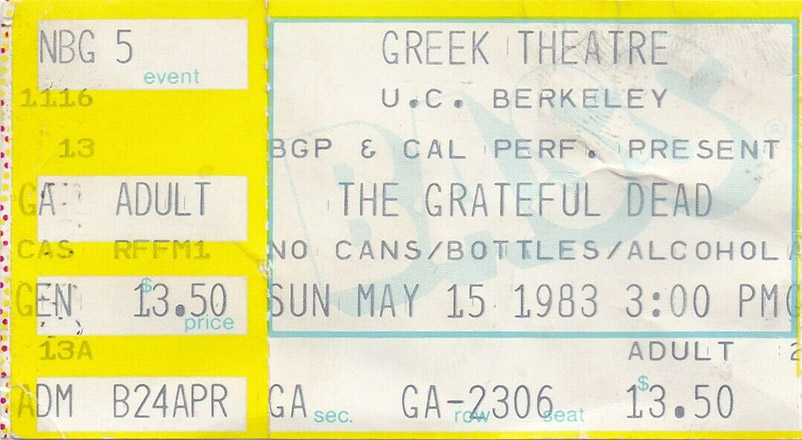 NBG 5
event
1116
13
GA ADULT
CAS RFFM1
GEN $13.50
price
13A
ADM B24APR
GREEK THEATRE
U.C. BERKELEY
BGP & CAL PERF. PRESENT
THE GRATEFUL DEAD
NO CANS/BOTTLES/ALCOHOL
SUN MAY 15 1983 3:00 PM
ADULT
GA sec. GA-2306 row seat $13.50
BASS®